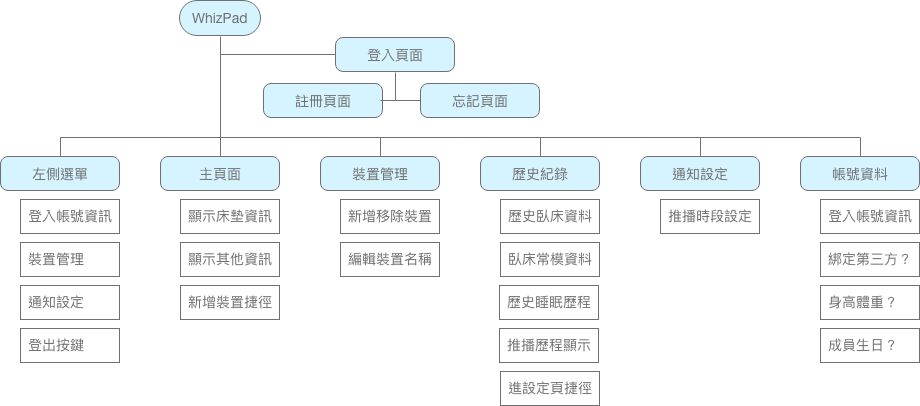 WhizPad
登入頁面
註冊頁面
忘記頁面
左側選單
登入帳號資訊
裝置管理
通知設定
登出按鍵
主頁面
顯示床墊資訊
顯示其他資訊
新增裝置捷徑
裝置管理
新增移除裝置
編輯裝置名稱
歷史紀錄
歷史臥床資料
臥床常模資料
歷史睡眠歷程
推播歷程顯示
進設定頁捷徑
通知設定
推播時段設定
帳號資料
登入帳號資訊
綁定第三方？
身高體重？
成員生日？